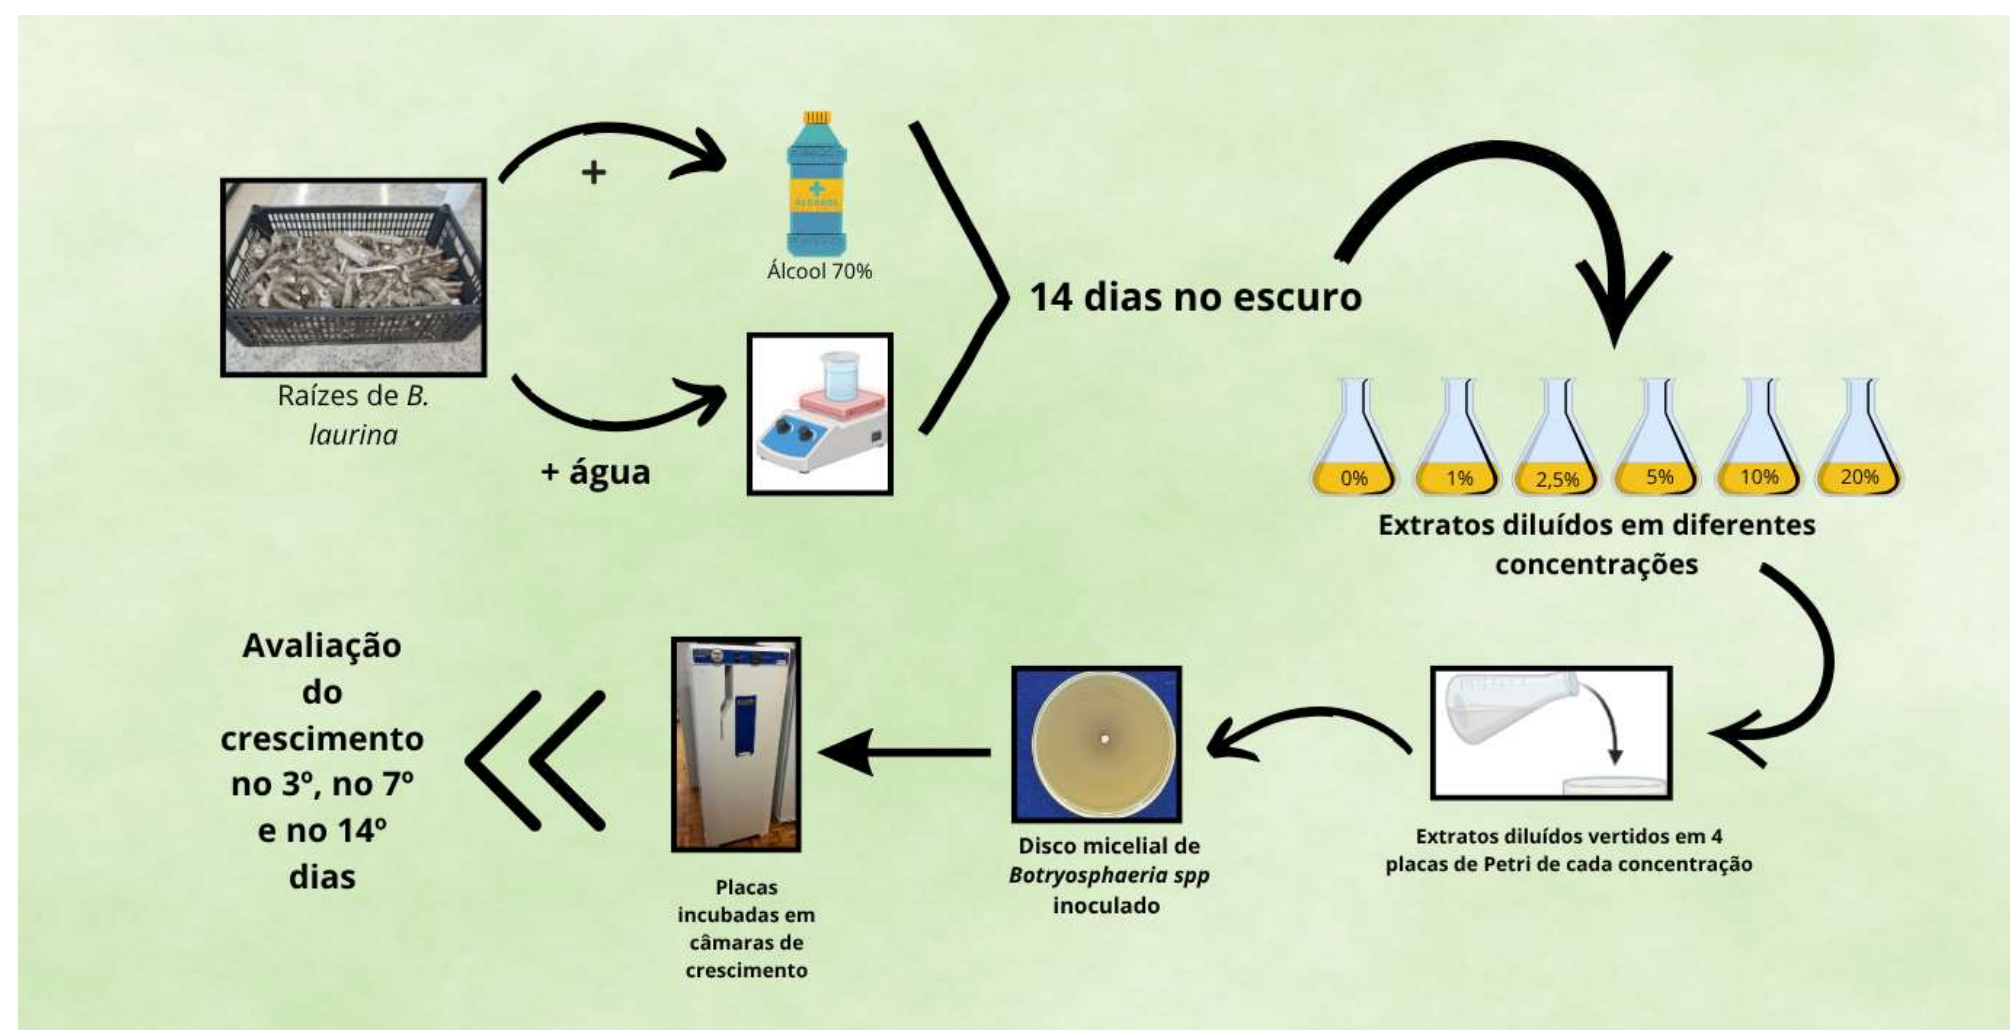 +
Álcool 70%
Raízes de B.
laurina
+ água
14 dias no escuro
0%
1%
2,5%
5%
10%
20%
Extratos diluídos em diferentes
concentrações
Extratos diluídos vertidos em 4
placas de Petri de cada concentração
Disco micelial de
Botryosphaeria spp
inoculado
Placas
incubadas em
câmaras de
crescimento
Avaliação
do
crescimento
no 3º, no 7º
e no 14º
dias